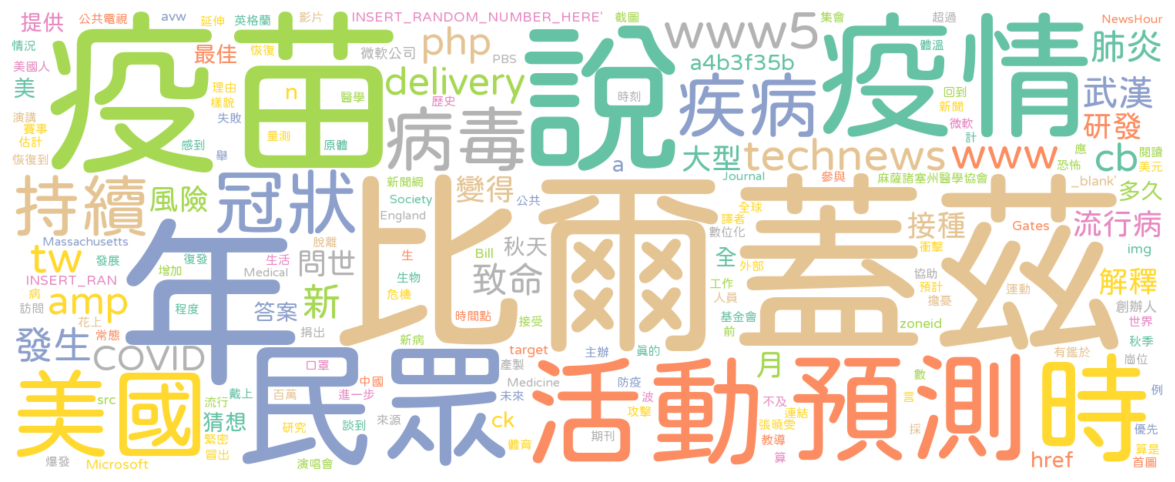 提供 公共電視 avw 延伸 英格蘭 影片 INSERT_RANDOM_NUMBER_HERE' 截圖 www5 集會 超過 NewsHour
情況 最佳 恢復 微軟公司 php PBS 體溫 肺炎
美國人 疫苗 說 疫情
美 理由 n 醫學 delivery 歷史 時刻 a4b3f35b 疾病 回到 新聞 武漢
樣貌 失敗
演講 賽事 估計 量測 病毒 微軟 計 研發
恢復到 感到 舉 原體 a 大型 technews www 恐怖 應 cb 閱讀 美元
持續 風險 冠狀 新聞網 變得 Journal 參與 麻薩諸塞州醫學協會 _blank` 多久
Society 公共 全球 接種 Gates 流行病
England 譯者 數位化
Massachusetts 年 脫離 比爾蓋茲 秋天 衝擊 img
tw 發展 復發 生活 問世 Bill 生 全 外部
INSERT_RAN 增加 Medical 生物 致命 工作 協助 預計 運動 解釋
病 amp 危機 人員 擔憂 創辦人
訪問 花上 程度 答案 新 捐出 時間點 接受 基金會 前 zoneid 世界
發生 常態 新病 秋季
COVID 口罩 target 產製 主辦 真的 月 有鑑於 崗位
美國 src 戴上 民眾 中國 Medicine 防疫 活動 預測 數 時 例
流行 進一步 未來 波 不及 言
猜想 百萬 來源 ck 攻擊 連結
緊密 研究 談到 體育 期刊 張曉雯 採 優先
冒出 教導 算是
爆發 Microsoft 演唱會 算 href 首圖